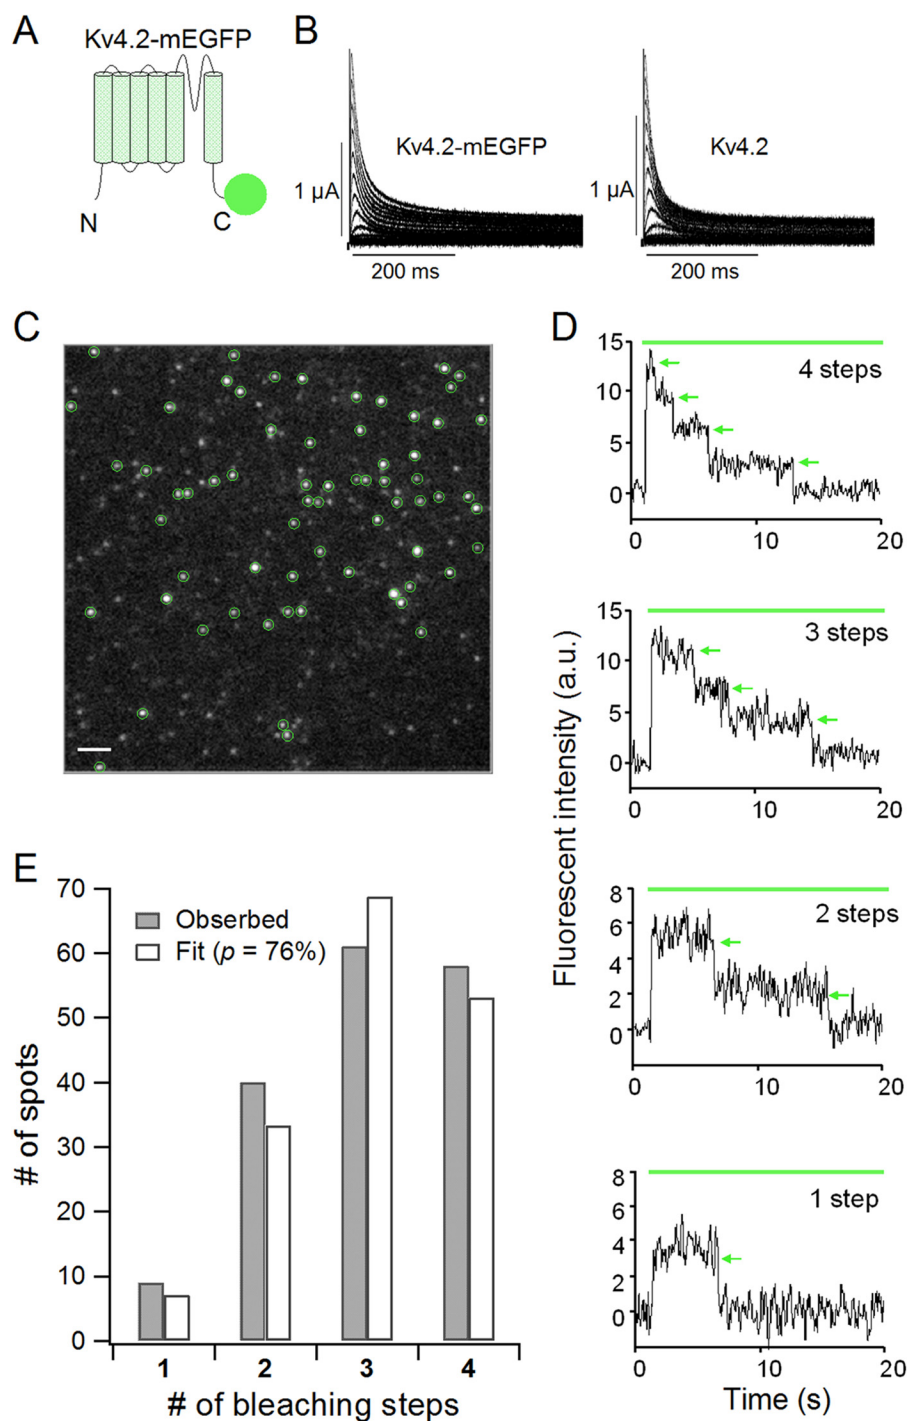 A
Kv4.2-mEGFP
N
C
B
Kv4.2-mEGFP
1 µA
200 ms
Kv4.2
1 µA
200 ms
C
D
Fluorescent intensity (a.u.)
15
10
5
0
4 steps
0
10
20
15
10
5
0
3 steps
0
10
20
8
6
4
2
0
2 steps
0
10
20
8
6
4
2
0
1 step
0
10
20
Time (s)
E
# of spots
70
60
50
40
30
20
10
0
Obserbed
Fit (p = 76%)
1
2
3
4
# of bleaching steps